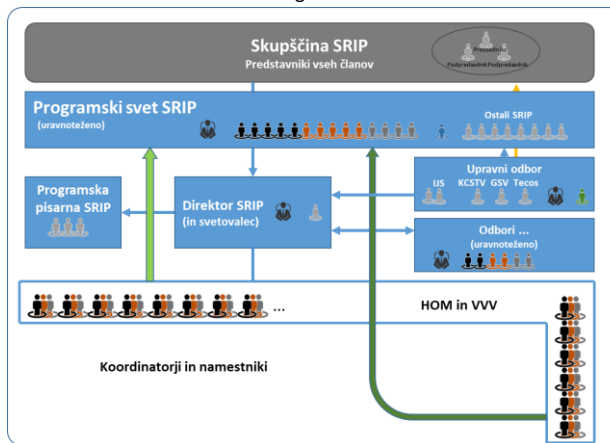 Skupščina SRIP
Predstavniki vseh članov
Predsednik
Podpredsednik Podpredsednik
Programski svet SRIP
(uravnoteženo)
Ostali SRIP
Upravni odbor
IJS KCSTV GSV Tecos
Programska
pisarna SRIP
Direktor SRIP
(in svetovalec)
Odbori ...
(uravnoteženo)
...
HOM in VVV
Koordinatorji in namestniki